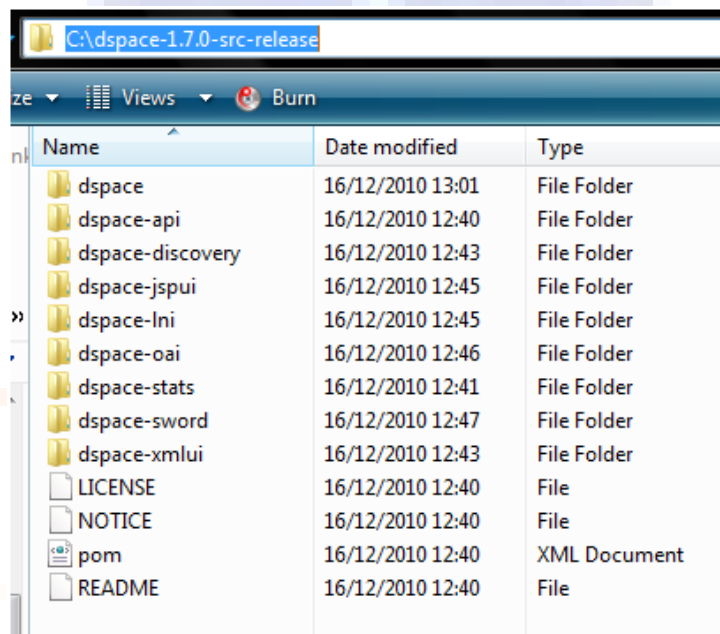 C:\dspace-1.7.0-src-release
ze Views Burn
Name Date modified Type
dspace 16/12/2010 13:01 File Folder
dspace-api 16/12/2010 12:40 File Folder
dspace-discovery 16/12/2010 12:43 File Folder
dspace-jspui 16/12/2010 12:45 File Folder
dspace-lni 16/12/2010 12:45 File Folder
dspace-oai 16/12/2010 12:46 File Folder
dspace-stats 16/12/2010 12:41 File Folder
dspace-sword 16/12/2010 12:47 File Folder
dspace-xmlui 16/12/2010 12:43 File Folder
LICENSE 16/12/2010 12:40 File
NOTICE 16/12/2010 12:40 File
pom 16/12/2010 12:40 XML Document
README 16/12/2010 12:40 File